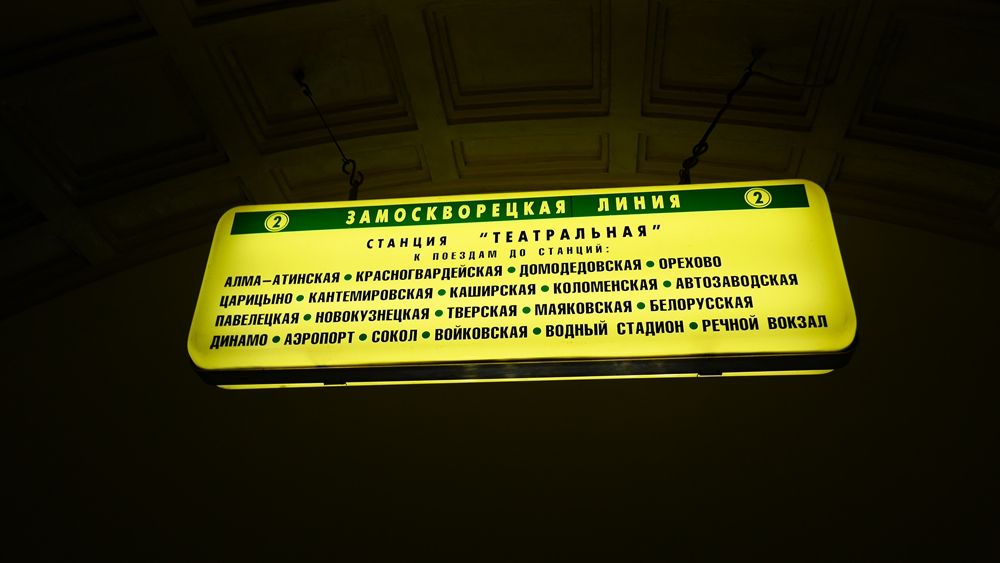 2 ЗАМОСКВОРЕЦКАЯ ЛИНИЯ 2
СТАНЦИЯ "ТЕАТРАЛЬНАЯ"
К ПОЕЗДАМ ДО СТАНЦИЙ:
АЛМА-АТИНСКАЯ • КРАСНОГВАРДЕЙСКАЯ • ДОМОДЕДОВСКАЯ • ОРЕХОВО
ЦАРИЦЫНО • КАНТЕМИРОВСКАЯ • КАШИРСКАЯ • КОЛОМЕНСКАЯ • АВТОЗАВОДСКАЯ
ПАВЕЛЕЦКАЯ • НОВОКУЗНЕЦКАЯ • ТВЕРСКАЯ • МАЯКОВСКАЯ • БЕЛОРУССКАЯ
ДИНАМО • АЭРОПОРТ • СОКОЛ • ВОЙКОВСКАЯ • ВОДНЫЙ СТАДИОН • РЕЧНОЙ ВОКЗАЛ